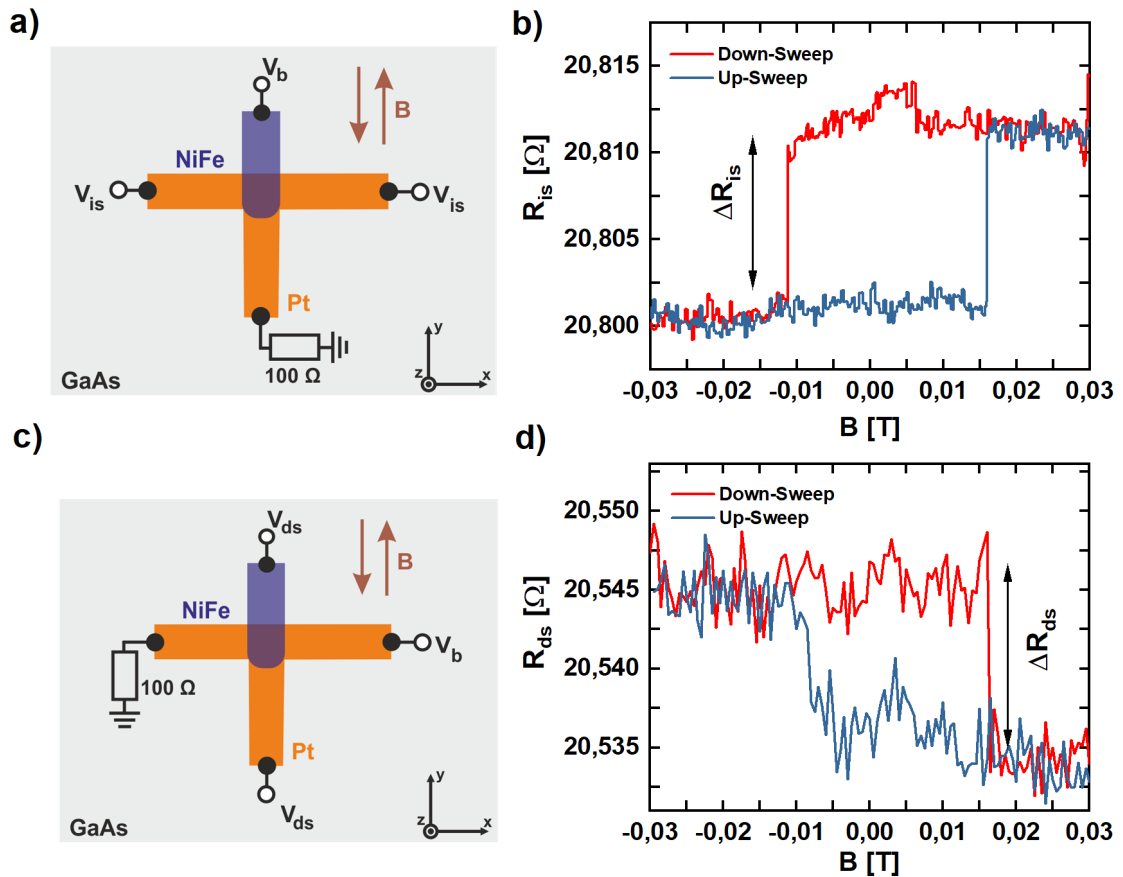 a)
V_b
B
NiFe
V_is
V_is
Pt
100 Ω
GaAs
y
z
x
b)
Down-Sweep
Up-Sweep
20,815
20,810
20,805
20,800
R_is [Ω]
ΔR_is
-0,03 -0,02 -0,01 0,00 0,01 0,02 0,03
B [T]
c)
V_ds
B
NiFe
V_b
100 Ω
Pt
V_ds
GaAs
y
z
x
d)
Down-Sweep
Up-Sweep
20,550
20,545
20,540
20,535
R_ds [Ω]
ΔR_ds
-0,03 -0,02 -0,01 0,00 0,01 0,02 0,03
B [T]